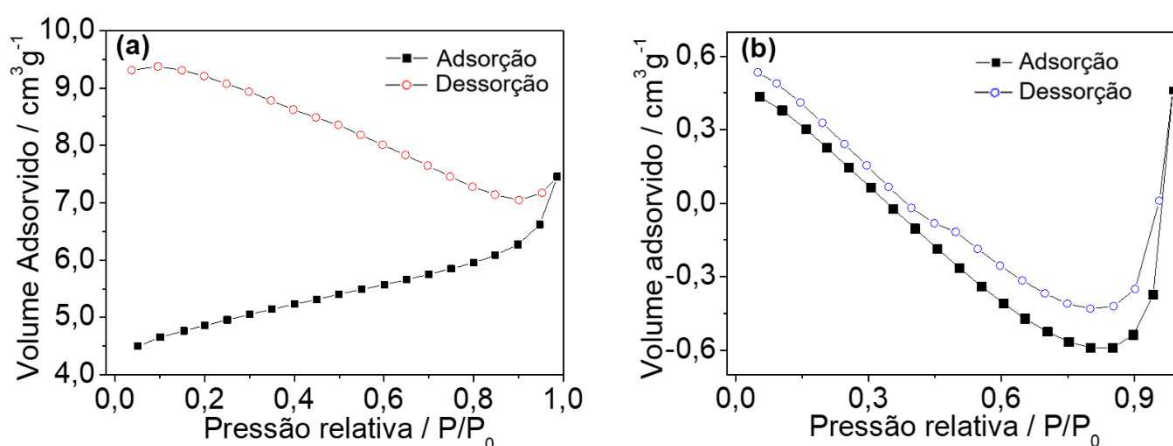 (a)
Adsorção
Dessorção
10,0
9,0
8,0
7,0
6,0
5,0
4,0
Volume Adsorvido / cm³g⁻¹
0,0 0,2 0,4 0,6 0,8 1,0
Pressão relativa / P/P₀
(b)
Adsorção
Dessorção
0,6
0,3
0,0
-0,3
-0,6
Volume adsorvido / cm³g⁻¹
0,0 0,3 0,6 0,9
Pressão relativa / P/P₀